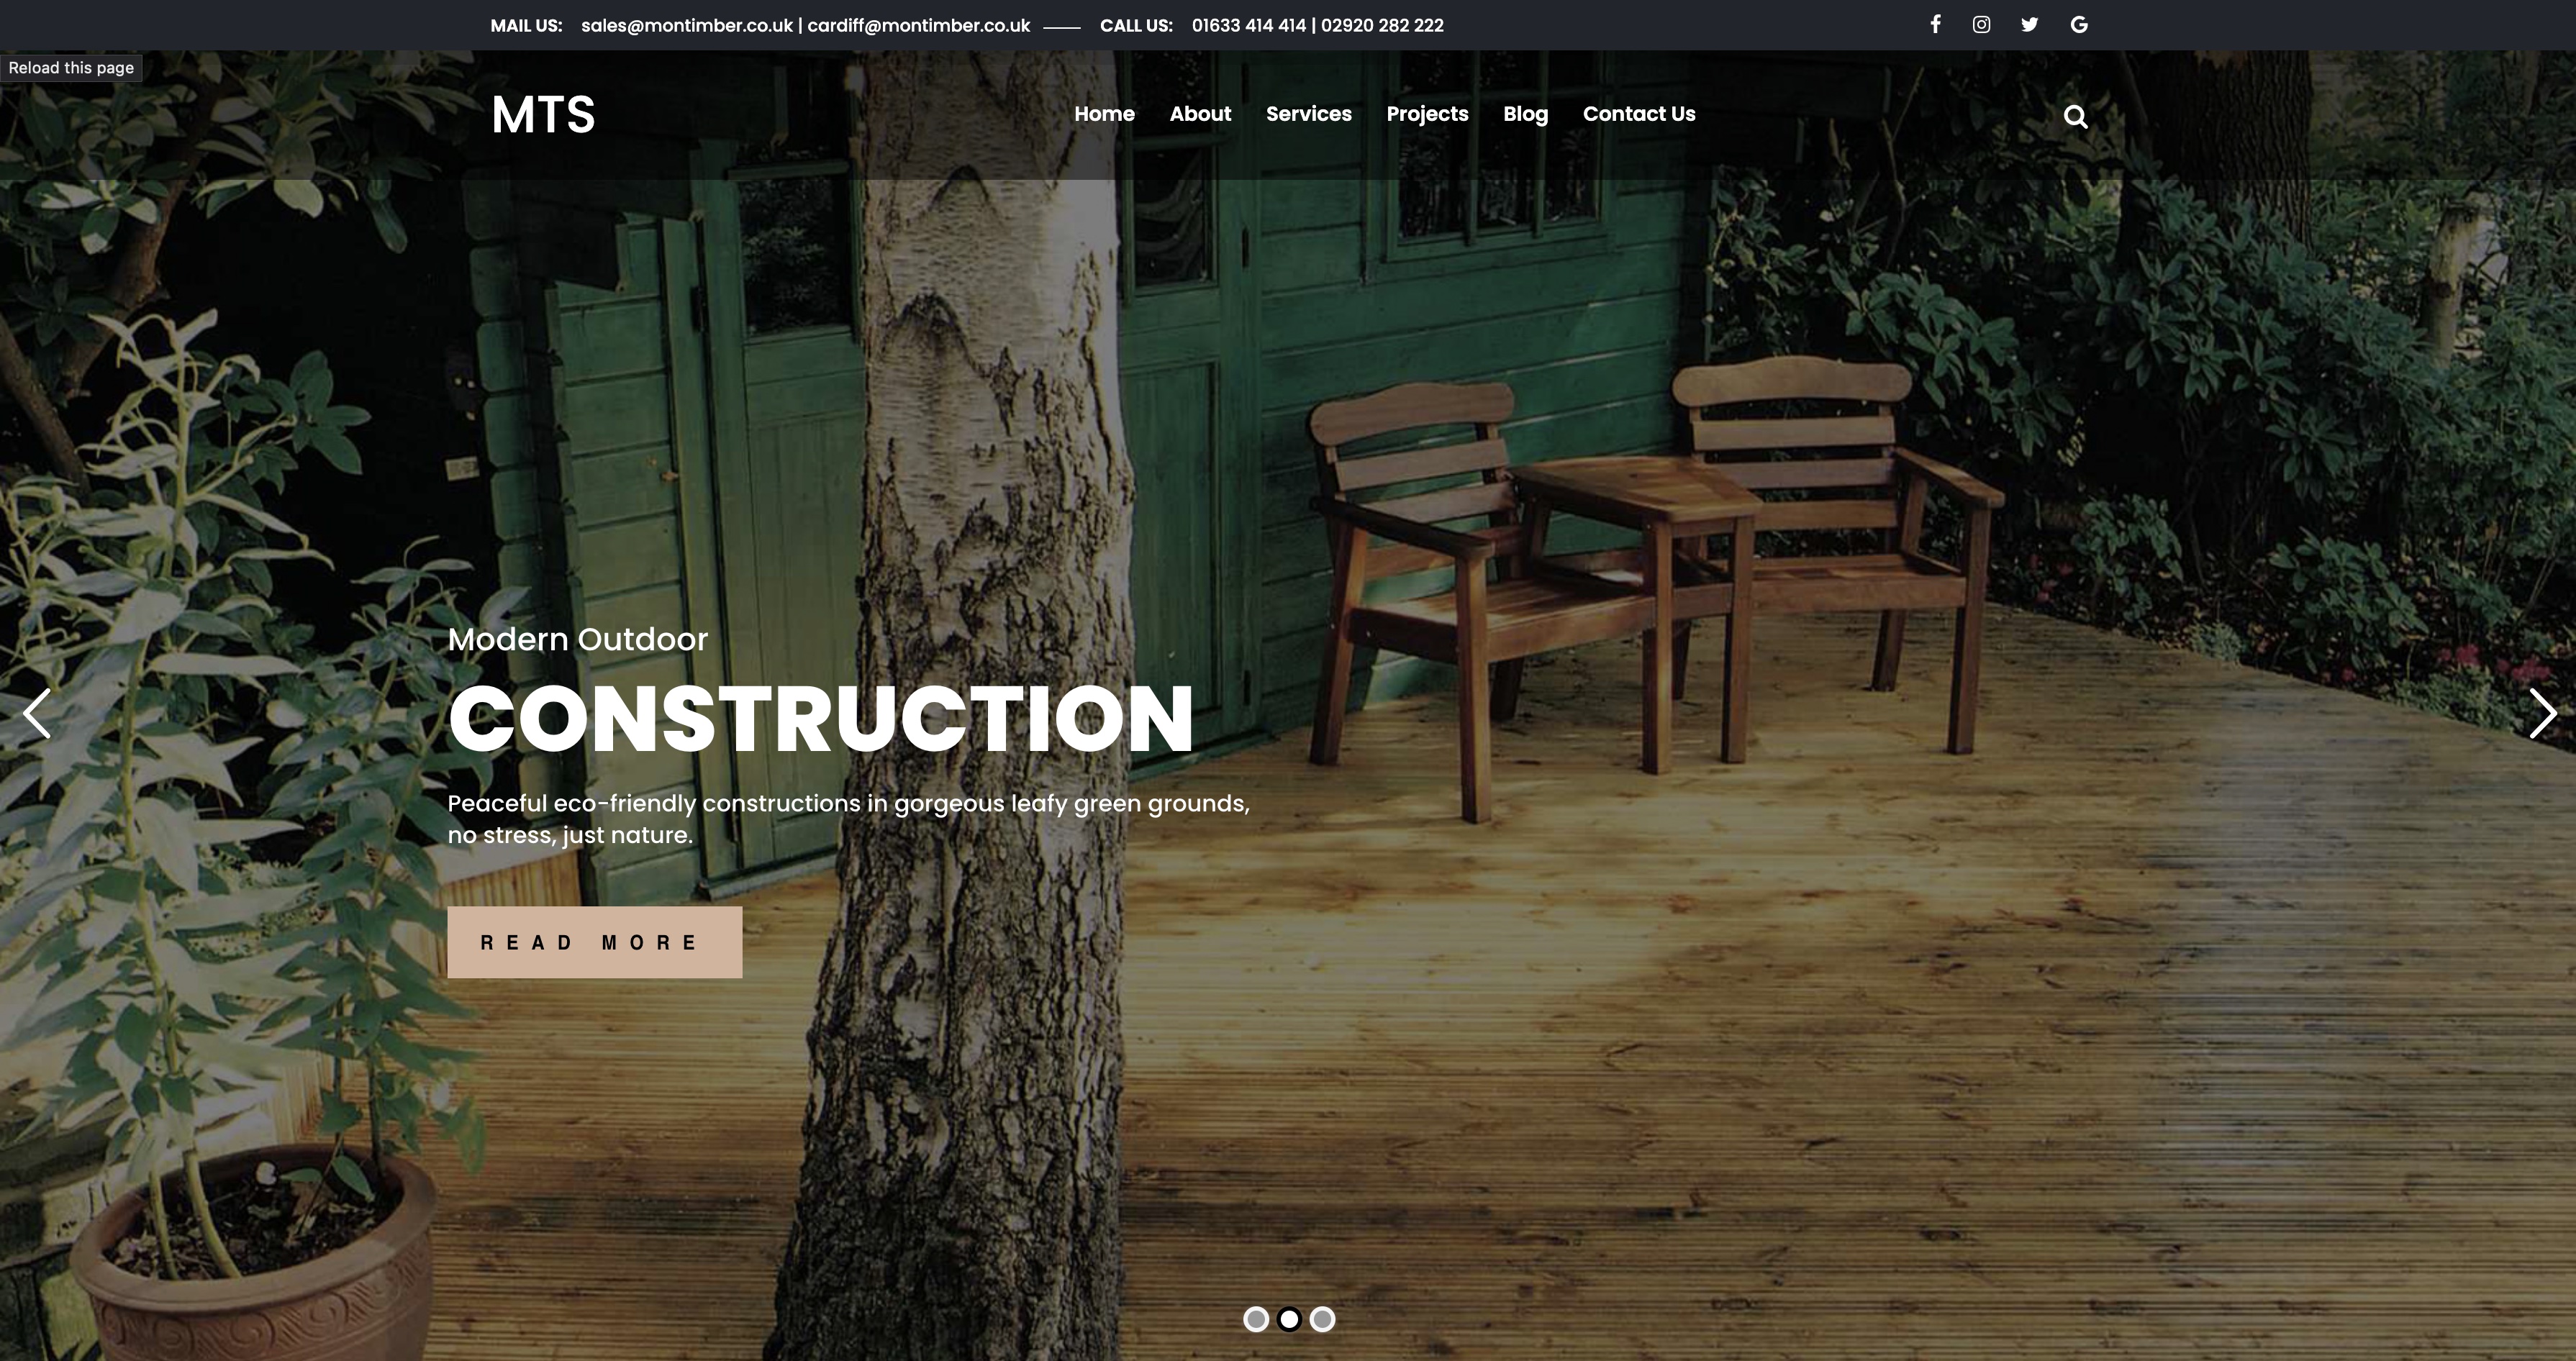 MAIL US: sales@montimber.co.uk | cardiff@montimber.co.uk CALL US: 01633 414 414 | 02920 282 222
Reload this page
MTS Home About Services Projects Blog Contact Us
Modern Outdoor
CONSTRUCTION
Peaceful eco-friendly constructions in gorgeous leafy green grounds,
no stress, just nature.
READ MORE